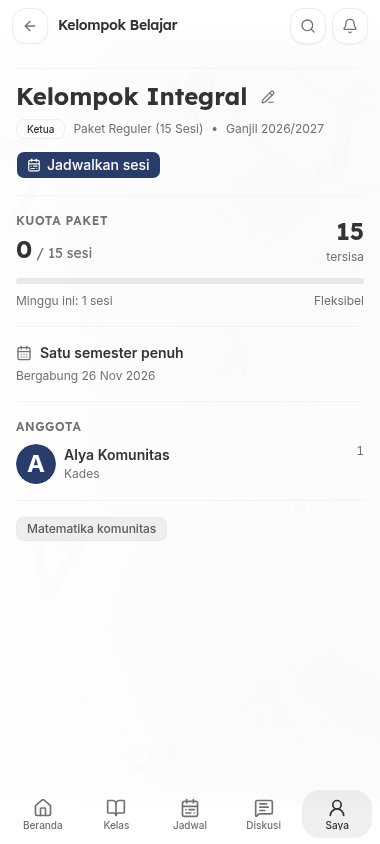 Kelompok Belajar
Kelompok Integral
Ketua Paket Reguler (15 Sesi) • Ganjil 2026/2027
Jadwalkan sesi
KUOTA PAKET
0 / 15 sesi
15
tersisa
Minggu ini: 1 sesi
Fleksibel
Satu semester penuh
Bergabung 26 Nov 2026
ANGGOTA
A
Alya Komunitas
1
Kades
Matematika komunitas
Beranda
Kelas
Jadwal
Diskusi
Saya